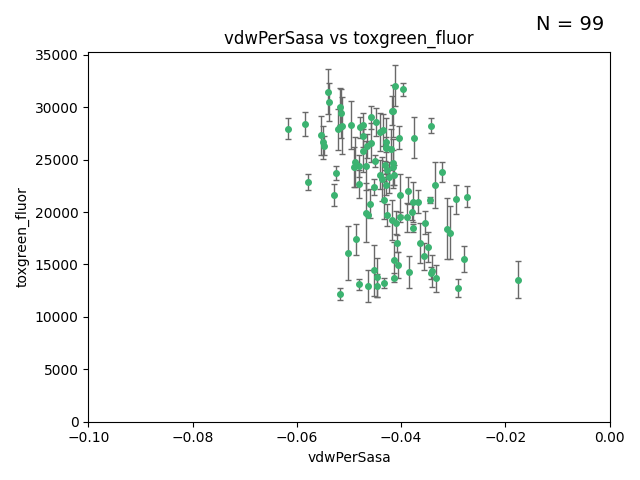 N = 99
vdwPerSasa vs toxgreen_fluor
35000
30000
25000
20000
15000
10000
5000
0
toxgreen_fluor
−0.10 −0.08 −0.06 −0.04 −0.02 0.00
vdwPerSasa